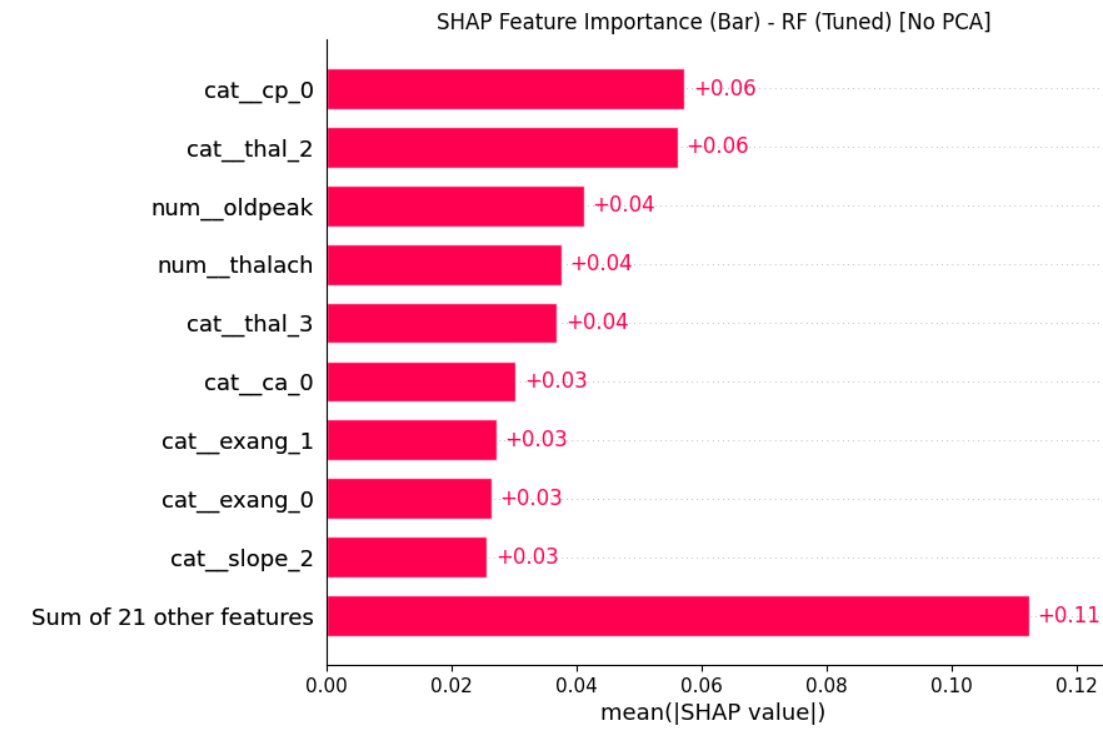 SHAP Feature Importance (Bar) - RF (Tuned) [No PCA]
cat__cp_0 +0.06
cat__thal_2 +0.06
num__oldpeak +0.04
num__thalach +0.04
cat__thal_3 +0.04
cat__ca_0 +0.03
cat__exang_1 +0.03
cat__exang_0 +0.03
cat__slope_2 +0.03
Sum of 21 other features +0.11
0.00 0.02 0.04 0.06 0.08 0.10 0.12
mean(|SHAP value|)